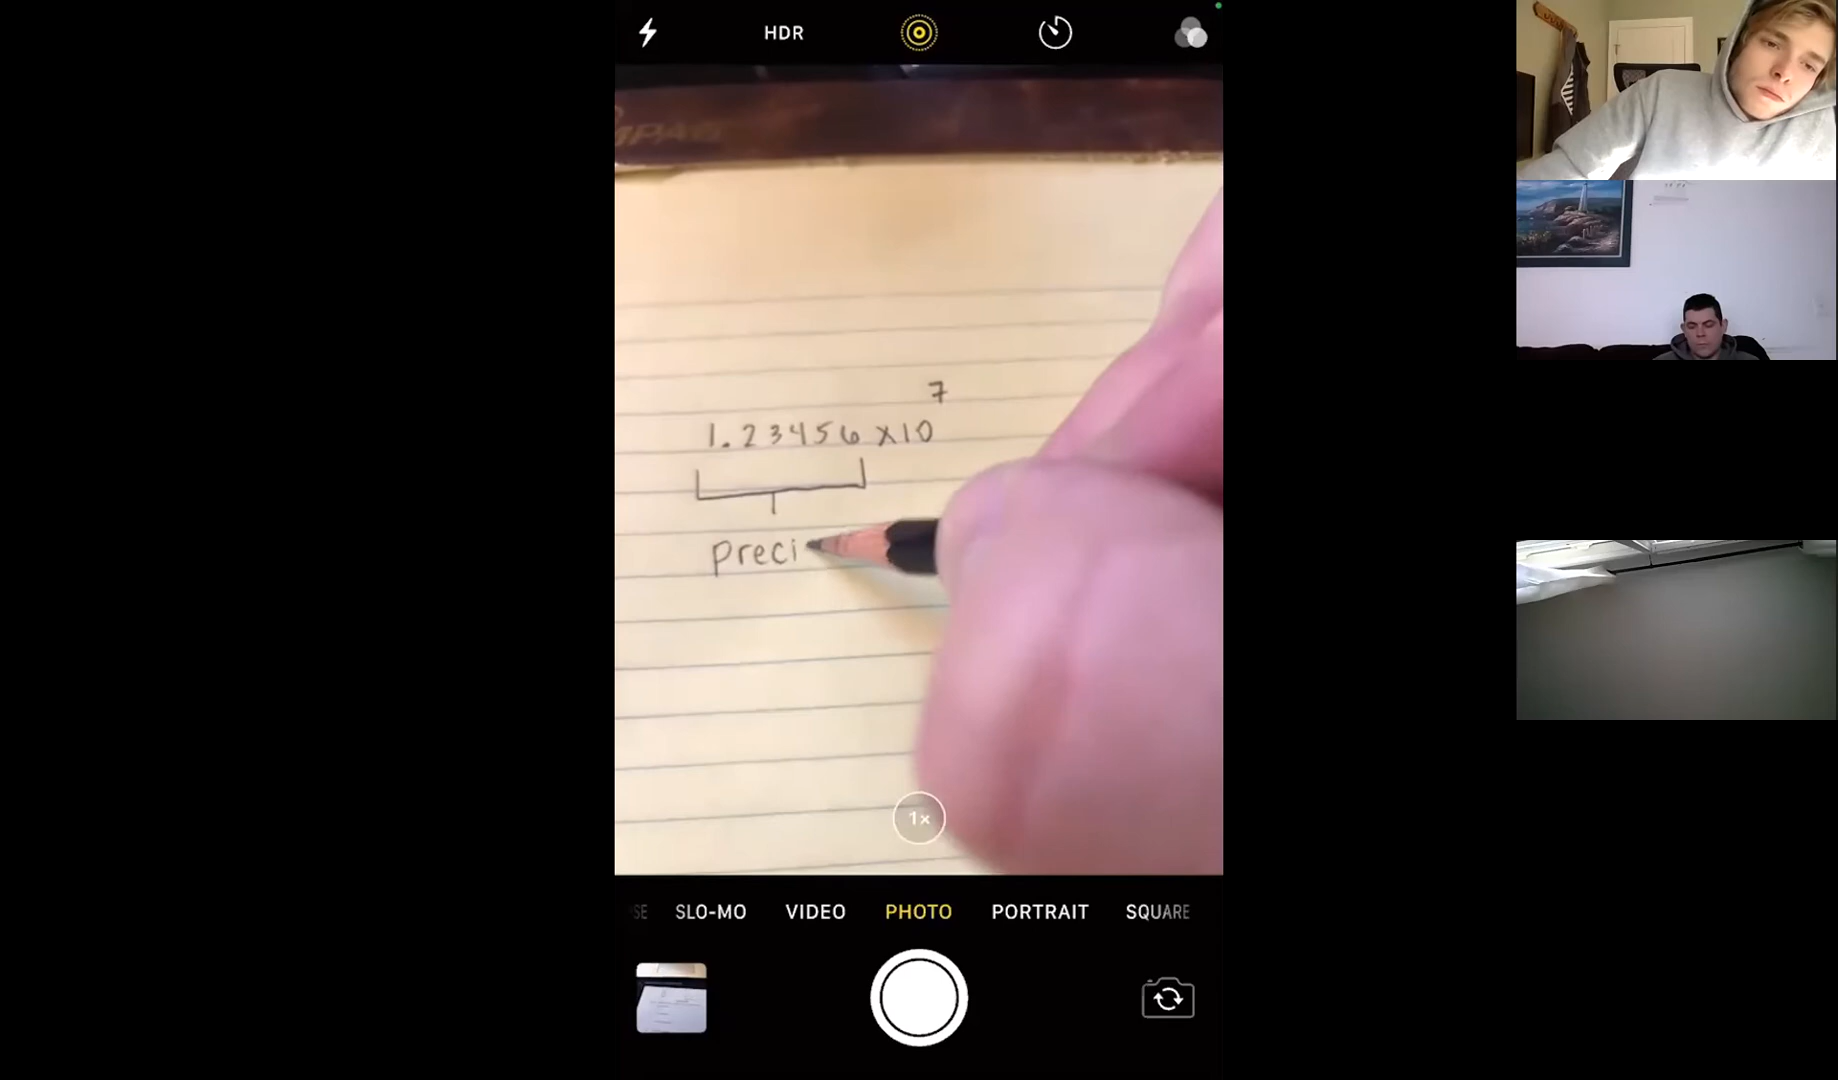 HDR
7
1.23456 x10
preci
1×
SLO-MO VIDEO PHOTO PORTRAIT SQUARE